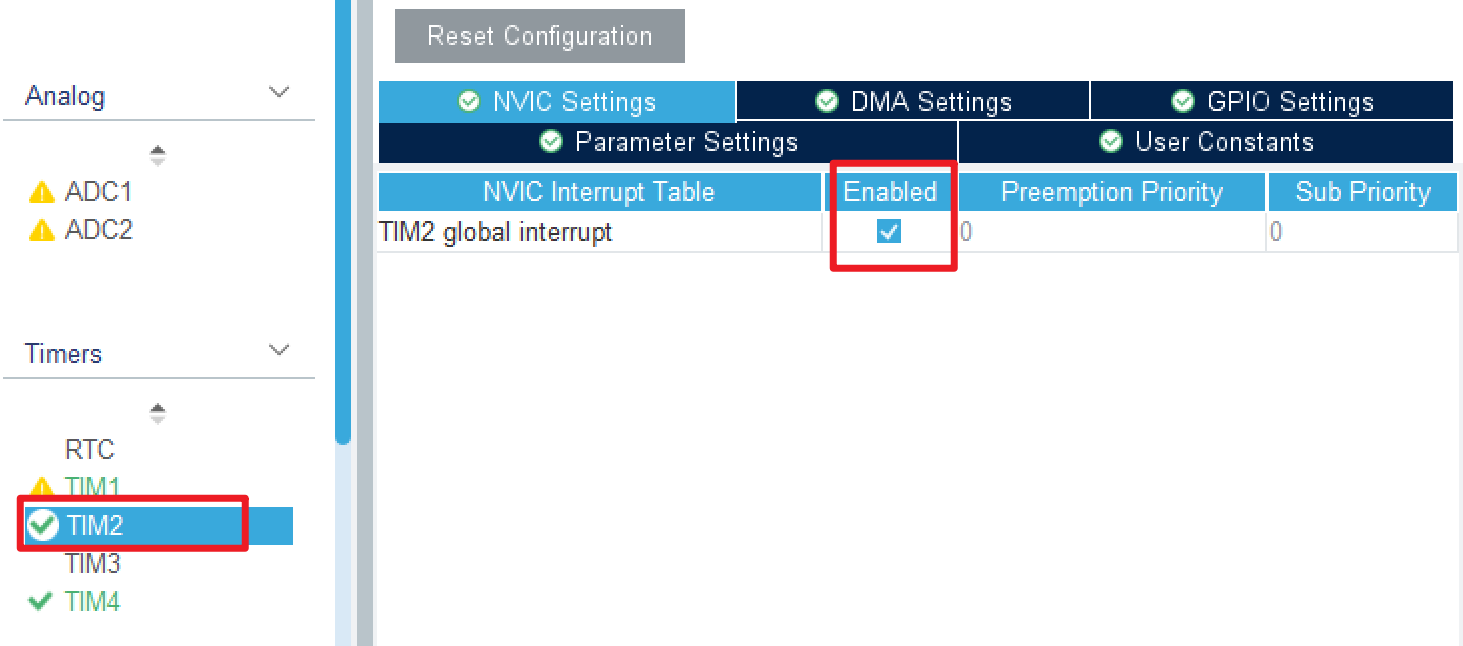 Reset Configuration
Analog
ADC1
ADC2
Timers
RTC
TIM1
TIM2
TIM3
TIM4
NVIC Settings
DMA Settings
GPIO Settings
Parameter Settings
User Constants
NVIC Interrupt Table Enabled Preemption Priority Sub Priority
TIM2 global interrupt 0 0